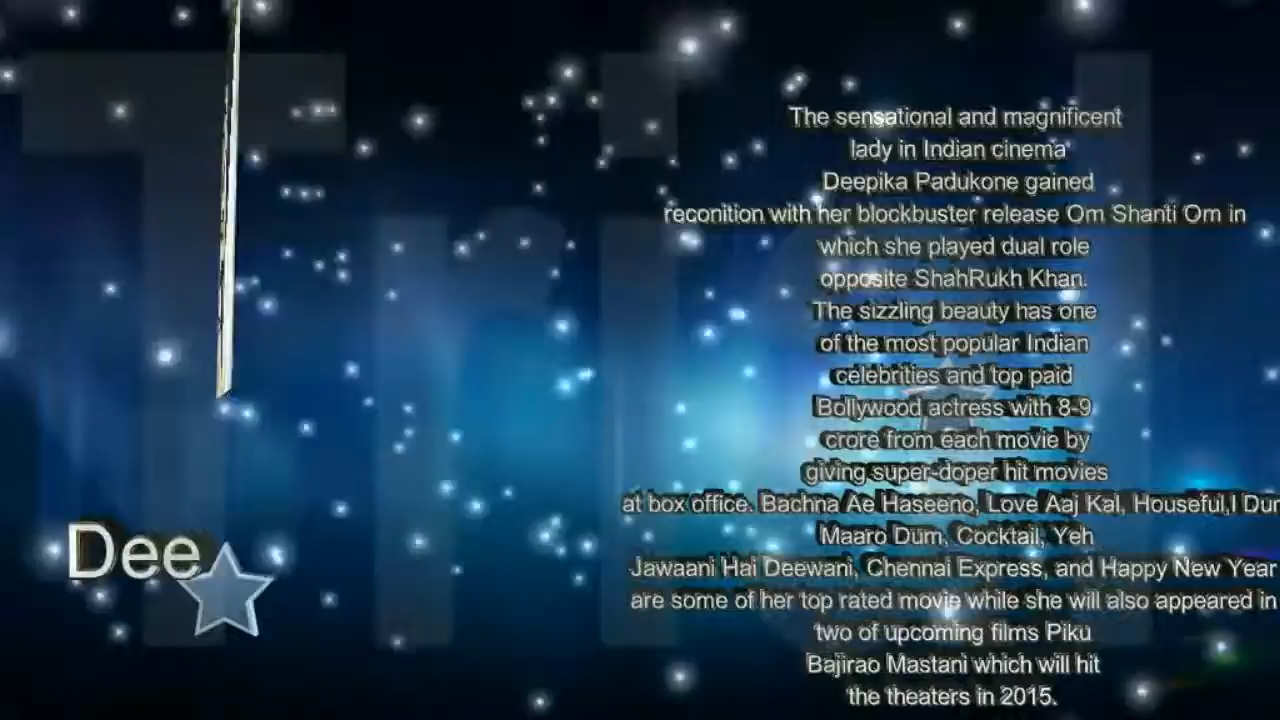 The sensational and magnificent
lady in Indian cinema
Deepika Padukone gained
reconition with her blockbuster release Om Shanti Om in
which she played dual role
opposite ShahRukh Khan.
The sizzling beauty has one
of the most popular Indian
celebrities and top paid
Bollywood actress with 8-9
crore from each movie by
giving super-doper hit movies
at box office. Bachna Ae Haseeno, Love Aaj Kal, Houseful,I Dum
Maaro Dum, Cocktail, Yeh
Jawaani Hai Deewani, Chennai Express, and Happy New Year
are some of her top rated movie while she will also appeared in
two of upcoming films Piku
Bajirao Mastani which will hit
the theaters in 2015.
Dee